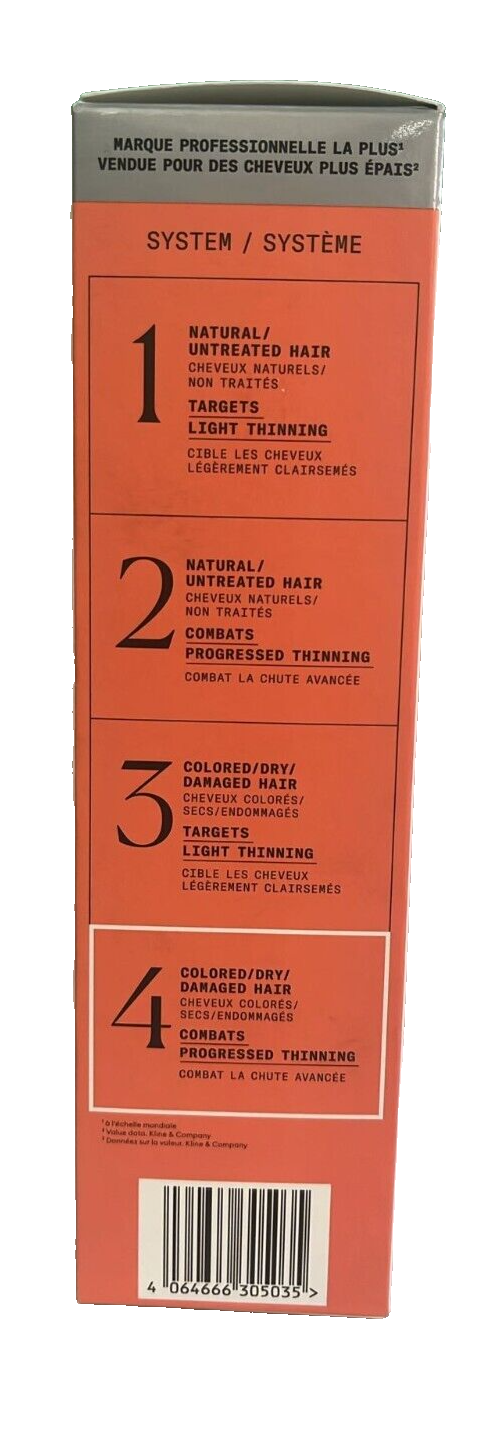 MARQUE PROFESSIONNELLE LA PLUS¹
VENDUE POUR DES CHEVEUX PLUS ÉPAIS²
SYSTEM / SYSTÈME
1
NATURAL/
UNTREATED HAIR
CHEVEUX NATURELS/
NON TRAITÉS
TARGETS
LIGHT THINNING
CIBLE LES CHEVEUX
LÉGÈREMENT CLAIRSEMÉS
2
NATURAL/
UNTREATED HAIR
CHEVEUX NATURELS/
NON TRAITÉS
COMBATS
PROGRESSED THINNING
COMBAT LA CHUTE AVANCÉE
3
COLORED/DRY/
DAMAGED HAIR
CHEVEUX COLORÉS/
SECS/ENDOMMAGÉS
TARGETS
LIGHT THINNING
CIBLE LES CHEVEUX
LÉGÈREMENT CLAIRSEMÉS
4
COLORED/DRY/
DAMAGED HAIR
CHEVEUX COLORÉS/
SECS/ENDOMMAGÉS
COMBATS
PROGRESSED THINNING
COMBAT LA CHUTE AVANCÉE
¹ à l'échelle mondiale
² Value data, Kline & Company
² Données sur la valeur, Kline & Company
4 064666 305035 >